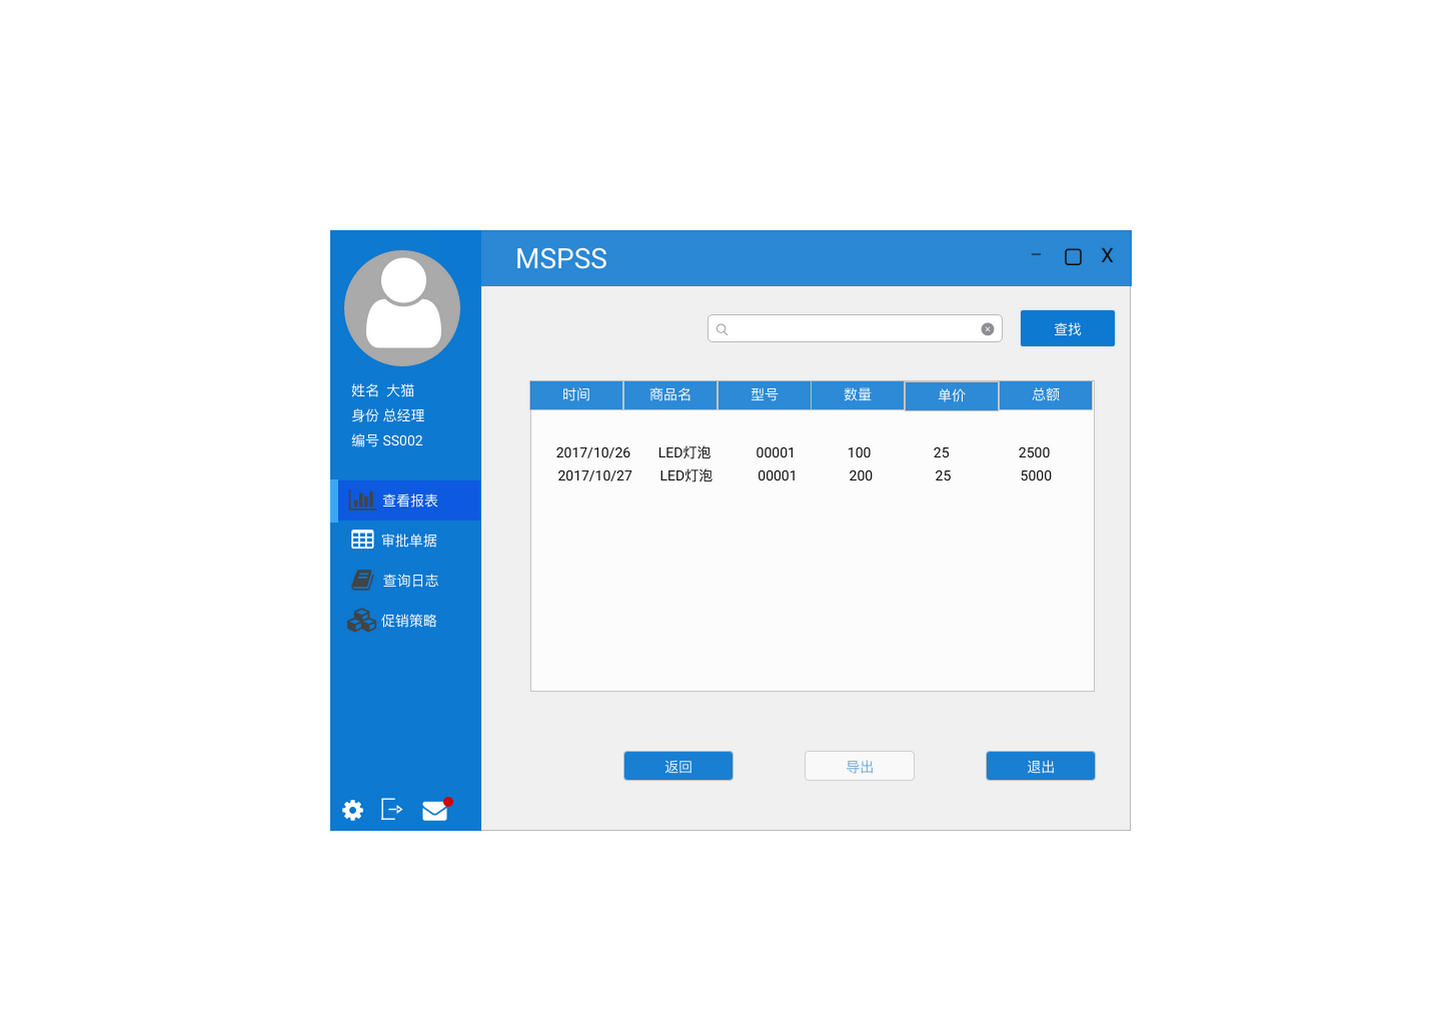 MSPSS
– ▢ X
姓名 大猫
身份 总经理
编号 SS002
查看报表
审批单据
查询日志
促销策略
查找
时间 商品名 型号 数量 单价 总额
2017/10/26 LED灯泡 00001 100 25 2500
2017/10/27 LED灯泡 00001 200 25 5000
返回 导出 退出